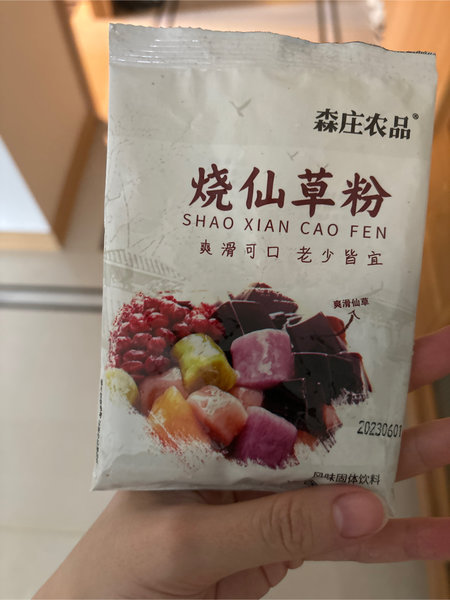 森庄农品®
烧仙草粉
SHAO XIAN CAO FEN
爽滑可口 老少皆宜
爽滑仙草
20230601
风味固体饮料